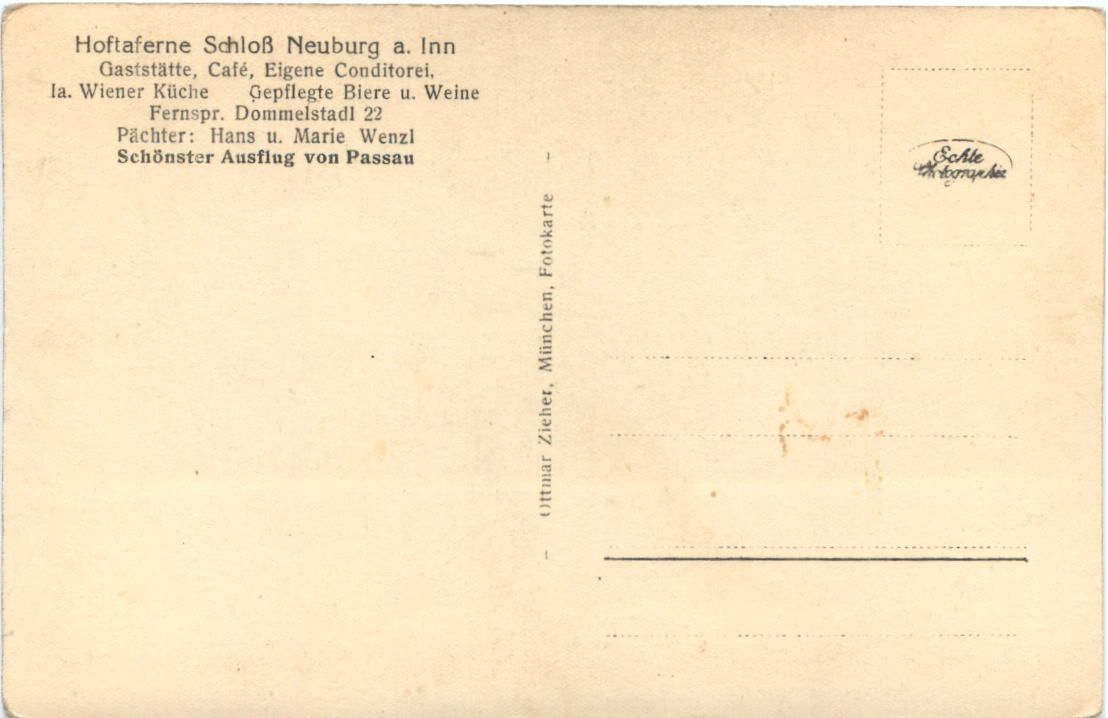 Hoftaferne Schloß Neuburg a. Inn
Gaststätte, Café, Eigene Conditorei,
Ia. Wiener Küche Gepflegte Biere u. Weine
Fernspr. Dommelstadl 22
Pächter: Hans u. Marie Wenzl
Schönster Ausflug von Passau
- Ottmar Zieher, München, Fotokarte -
Echte
Photographie